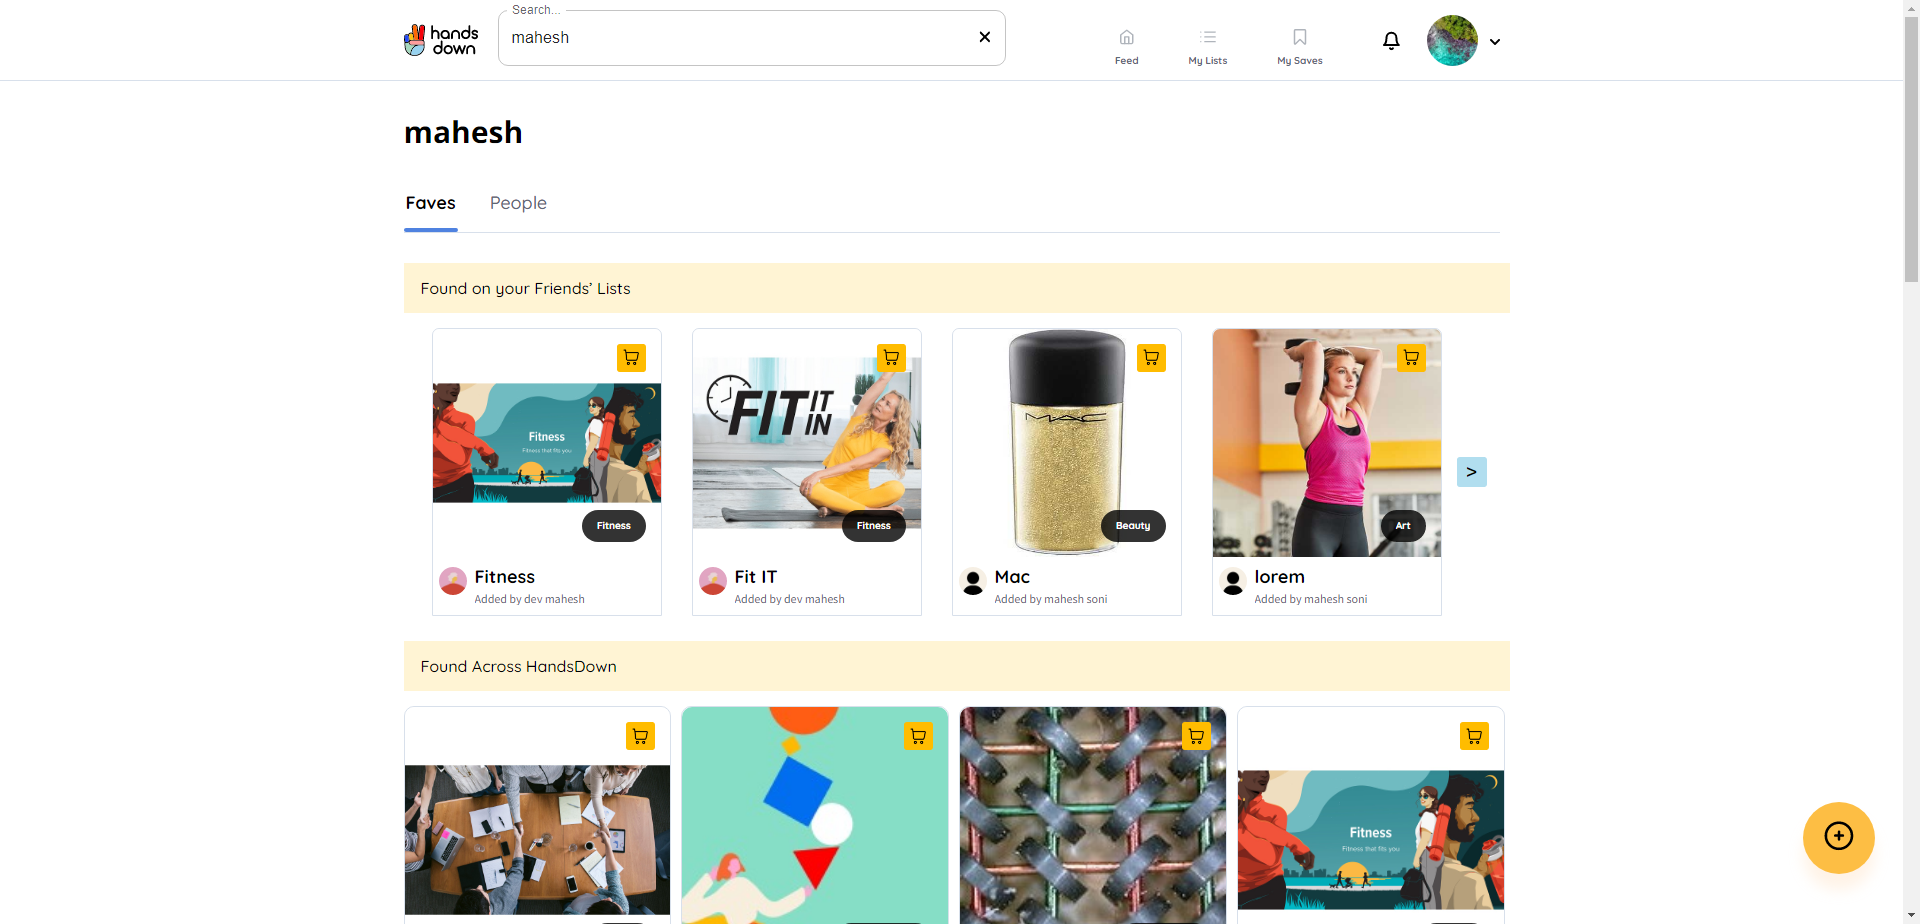 hands
down
Search...
mahesh
Feed
My Lists
My Saves
mahesh
Faves
People
Found on your Friends’ Lists
Fitness
Fitness that fits you
FIT IT IN
MAC
>
Fitness
Fitness
Beauty
Art
Fitness
Added by dev mahesh
Fit IT
Added by dev mahesh
Mac
Added by mahesh soni
lorem
Added by mahesh soni
Found Across HandsDown
Fitness
Fitness that fits you